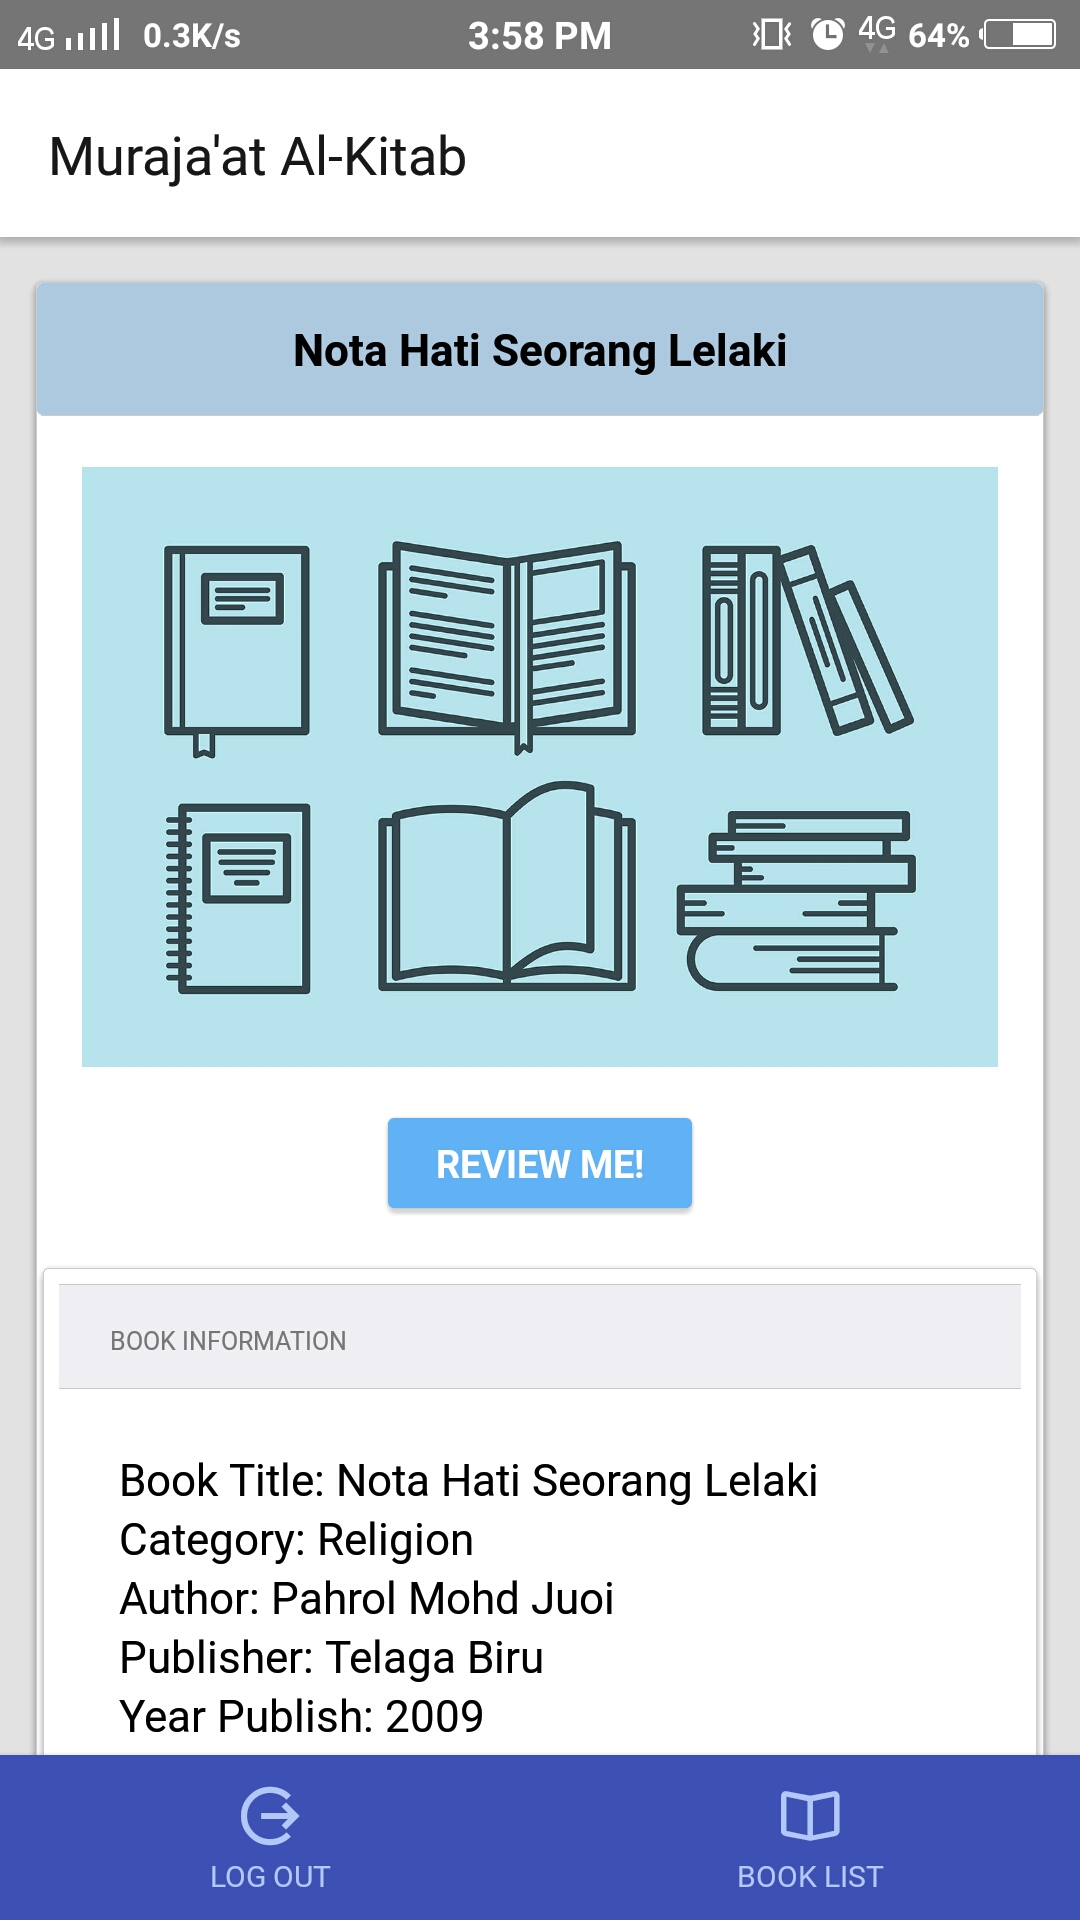 4G 0.3K/s 3:58 PM 4G 64%
Muraja'at Al-Kitab
Nota Hati Seorang Lelaki
REVIEW ME!
BOOK INFORMATION
Book Title: Nota Hati Seorang Lelaki
Category: Religion
Author: Pahrol Mohd Juoi
Publisher: Telaga Biru
Year Publish: 2009
LOG OUT
BOOK LIST